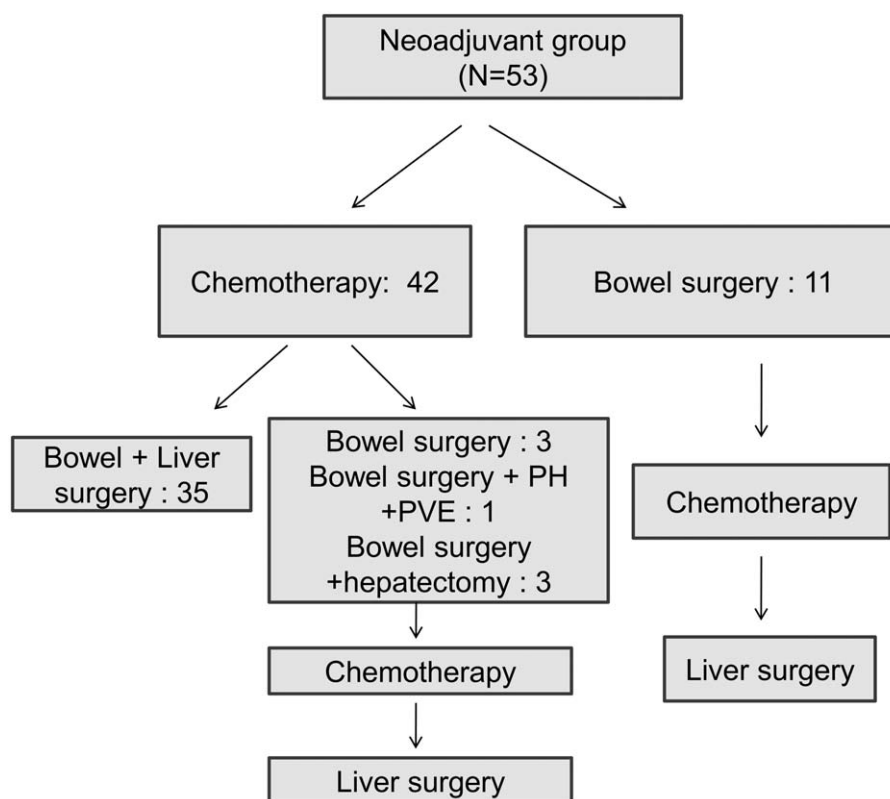 Neoadjuvant group
(N=53)
Chemotherapy:  42
Bowel surgery : 11
Bowel + Liver
surgery : 35
Bowel surgery : 3
Bowel surgery + PH
+PVE : 1
Bowel surgery
+hepatectomy : 3
Chemotherapy
Chemotherapy
Liver surgery
Liver surgery